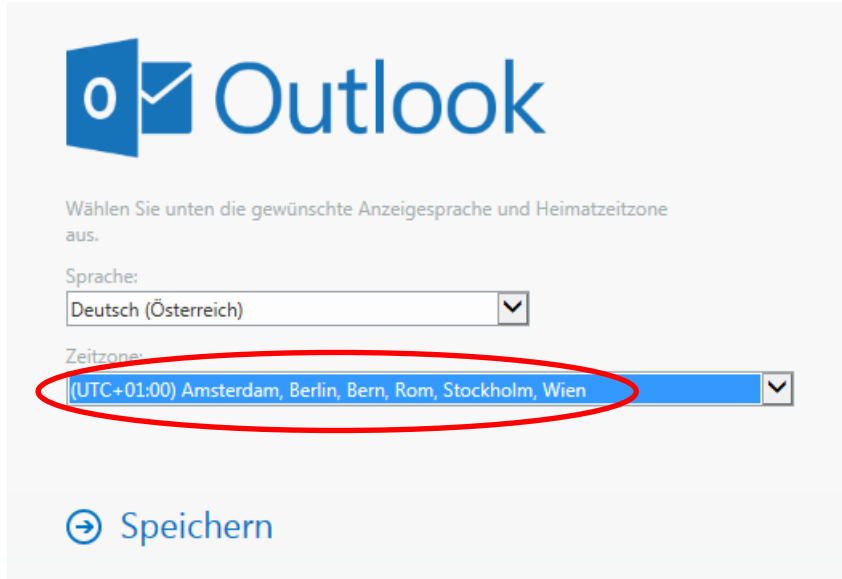 Outlook
Wählen Sie unten die gewünschte Anzeigesprache und Heimatzeitzone
aus.
Sprache:
Deutsch (Österreich)
Zeitzone:
(UTC+01:00) Amsterdam, Berlin, Bern, Rom, Stockholm, Wien
Speichern